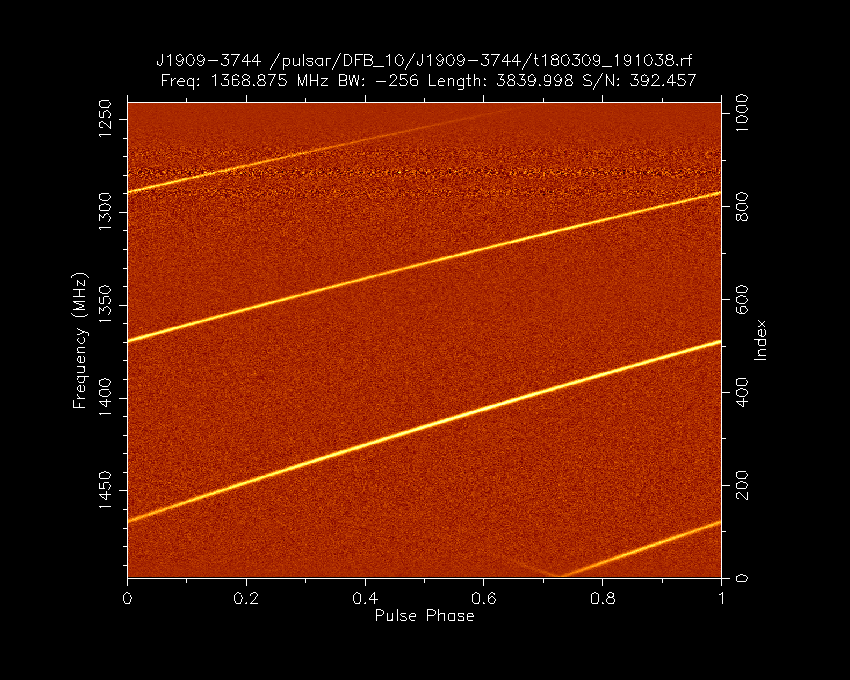 J1909-3744 /pulsar/DFB_10/J1909-3744/t180309_191038.rf
Freq: 1368.875 MHz BW: -256 Length: 3839.998 S/N: 392.457
1250
1300
1350
1400
1450
Frequency (MHz)
1000
800
600
400
200
0
Index
0 0.2 0.4 0.6 0.8 1
Pulse Phase